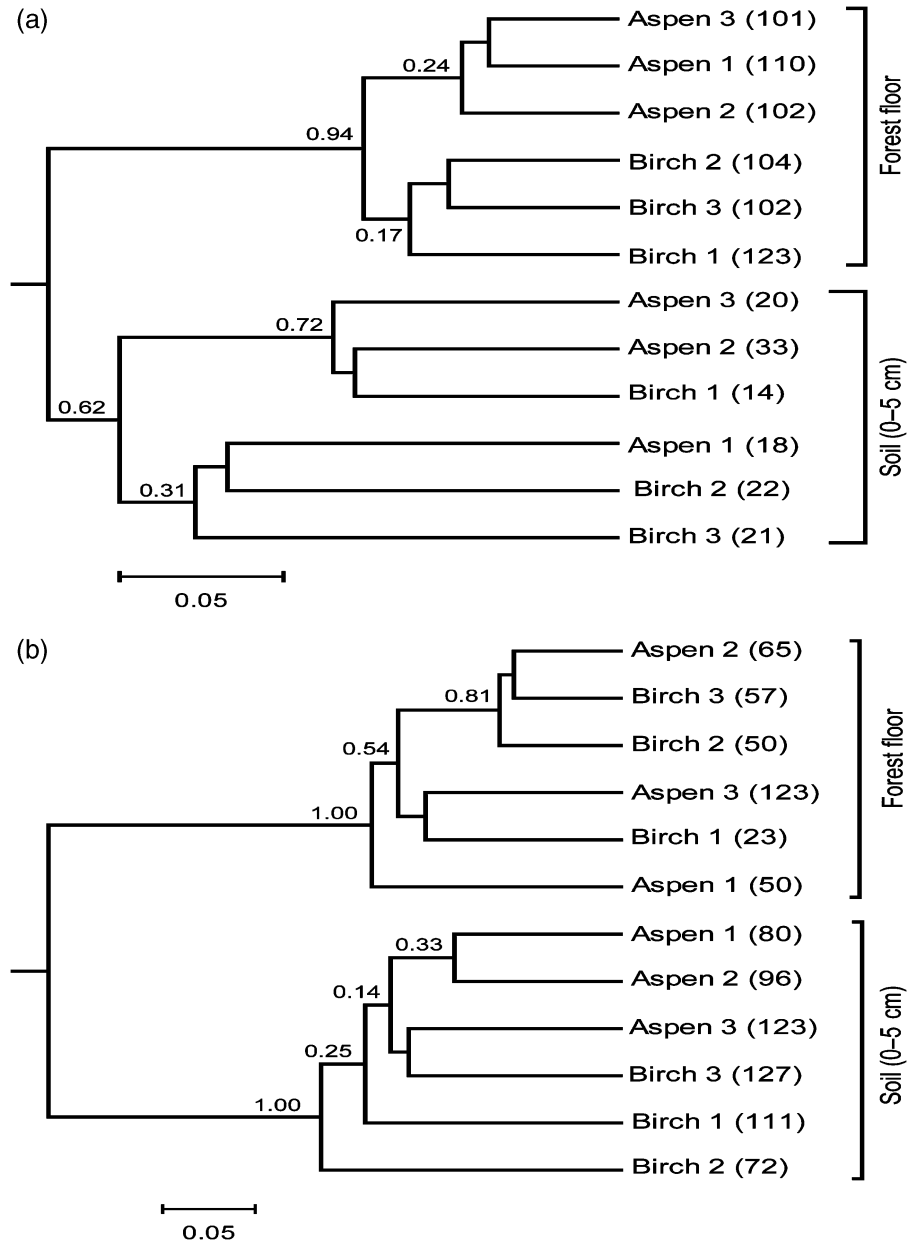 (a)
Aspen 3 (101)
0.24
Aspen 1 (110)
Aspen 2 (102)
0.94
Birch 2 (104)
Birch 3 (102)
0.17
Birch 1 (123)
Forest floor
Aspen 3 (20)
0.72
Aspen 2 (33)
Birch 1 (14)
0.62
Aspen 1 (18)
0.31
Birch 2 (22)
Birch 3 (21)
Soil (0–5 cm)
0.05
(b)
Aspen 2 (65)
0.81
Birch 3 (57)
0.54
Birch 2 (50)
Aspen 3 (123)
1.00
Birch 1 (23)
Aspen 1 (50)
Forest floor
Aspen 1 (80)
0.33
Aspen 2 (96)
0.14
Aspen 3 (123)
0.25
Birch 3 (127)
1.00
Birch 1 (111)
Birch 2 (72)
Soil (0–5 cm)
0.05